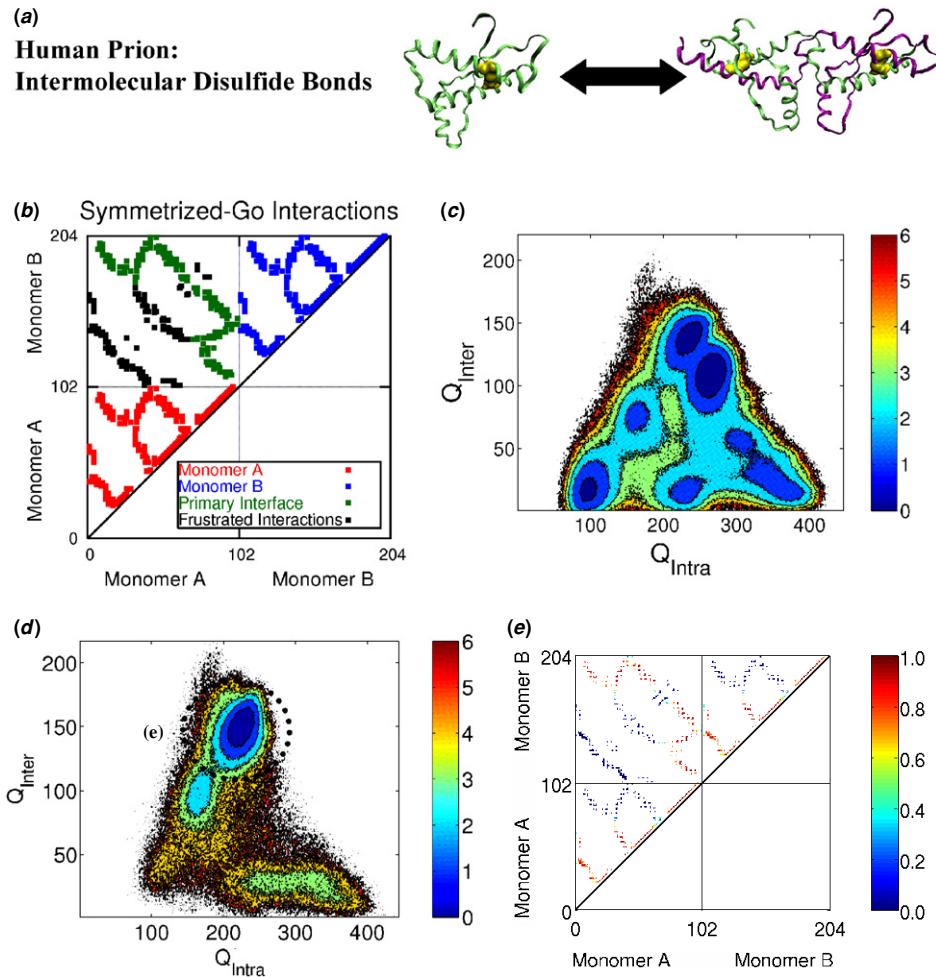 (a)
Human Prion:
Intermolecular Disulfide Bonds
(b)
Symmetrized-Go Interactions
204
Monomer B
102
Monomer A
0
Monomer A
Monomer B
Primary Interface
Frustrated Interactions
0
102
204
Monomer A
Monomer B
(c)
200
150
100
50
Q_Inter
100
200
300
400
Q_Intra
6
5
4
3
2
1
0
(d)
200
150
100
50
Q_Inter
(e)
100
200
300
400
Q_Intra
6
5
4
3
2
1
0
(e)
204
Monomer B
102
Monomer A
0
0
102
204
Monomer A
Monomer B
1.0
0.8
0.6
0.4
0.2
0.0